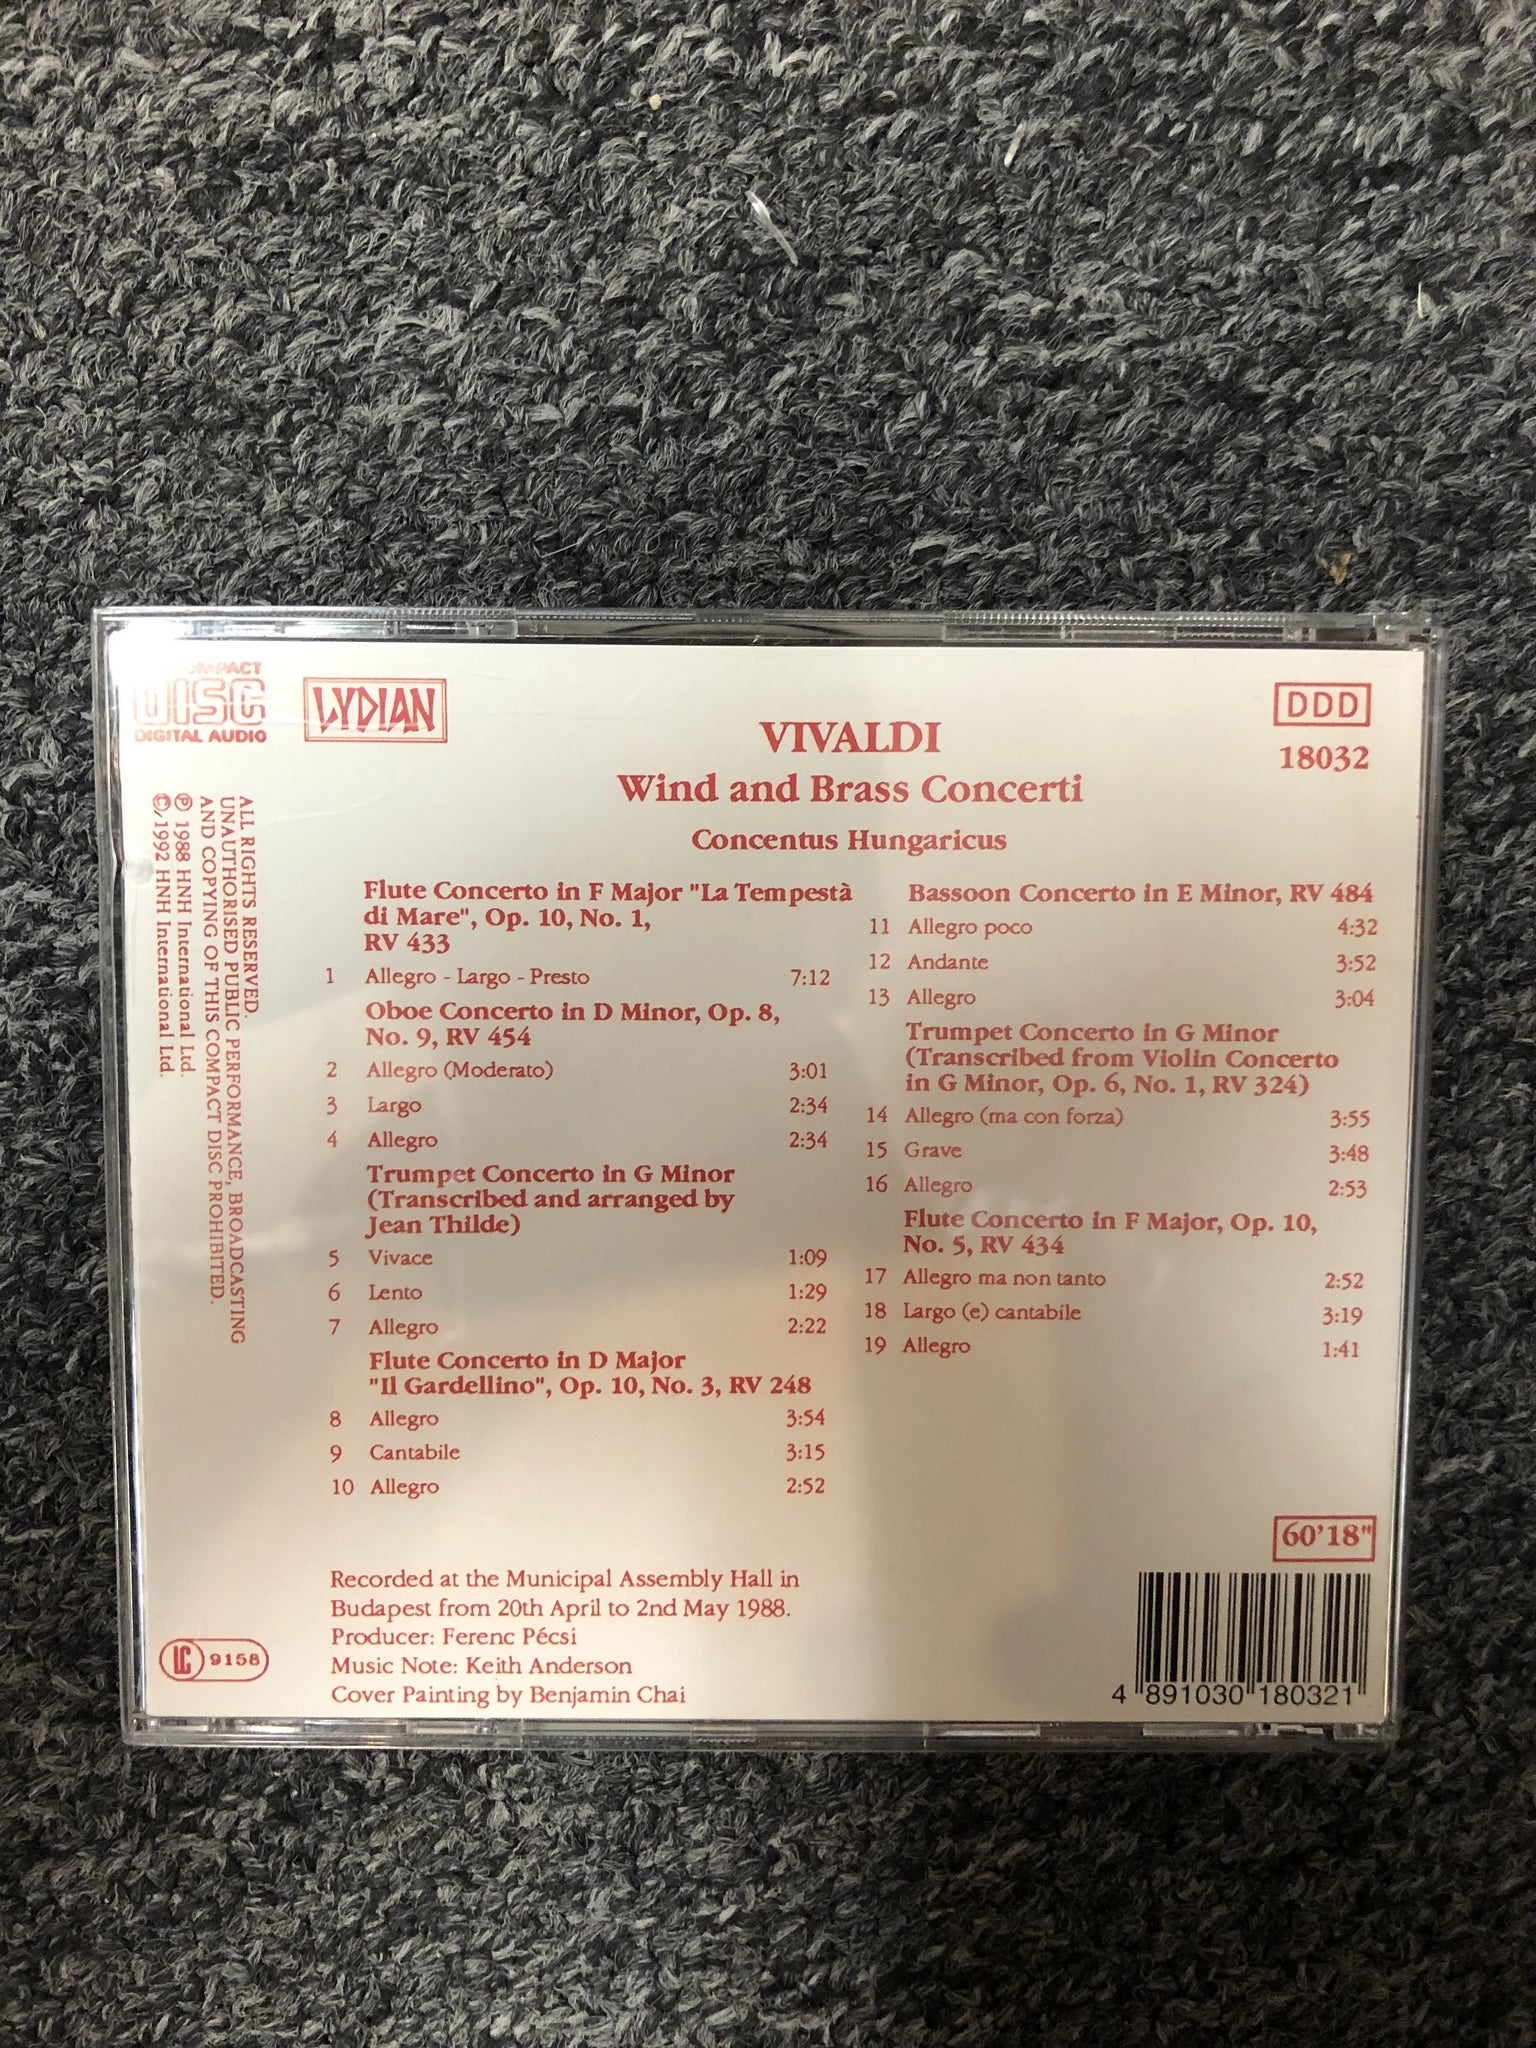 COMPACT
DISC
DIGITAL AUDIO
LYDIAN
DDD
18032
VIVALDI
Wind and Brass Concerti
Concentus Hungaricus
Flute Concerto in F Major "La Tempestà
di Mare", Op. 10, No. 1,
RV 433
1 Allegro - Largo - Presto 7:12
Oboe Concerto in D Minor, Op. 8,
No. 9, RV 454
2 Allegro (Moderato) 3:01
3 Largo 2:34
4 Allegro 2:34
Trumpet Concerto in G Minor
(Transcribed and arranged by
Jean Thilde)
5 Vivace 1:09
6 Lento 1:29
7 Allegro 2:22
Flute Concerto in D Major
"Il Gardellino", Op. 10, No. 3, RV 248
8 Allegro 3:54
9 Cantabile 3:15
10 Allegro 2:52
Bassoon Concerto in E Minor, RV 484
11 Allegro poco 4:32
12 Andante 3:52
13 Allegro 3:04
Trumpet Concerto in G Minor
(Transcribed from Violin Concerto
in G Minor, Op. 6, No. 1, RV 324)
14 Allegro (ma con forza) 3:55
15 Grave 3:48
16 Allegro 2:53
Flute Concerto in F Major, Op. 10,
No. 5, RV 434
17 Allegro ma non tanto 2:52
18 Largo (e) cantabile 3:19
19 Allegro 1:41
60'18"
Recorded at the Municipal Assembly Hall in
Budapest from 20th April to 2nd May 1988.
Producer: Ferenc Pécsi
Music Note: Keith Anderson
Cover Painting by Benjamin Chai
LC 9158
4 891030 180321
ALL RIGHTS RESERVED.
UNAUTHORISED PUBLIC PERFORMANCE, BROADCASTING
AND COPYING OF THIS COMPACT DISC PROHIBITED.
℗ 1988 HNH International Ltd.
© 1992 HNH International Ltd.